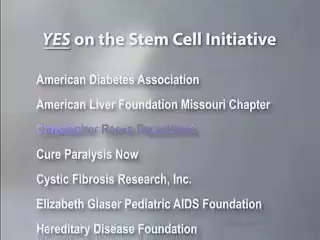 YES on the Stem Cell Initiative
American Diabetes Association
American Liver Foundation Missouri Chapter
Cure Paralysis Now
Cystic Fibrosis Research, Inc.
Elizabeth Glaser Pediatric AIDS Foundation
Hereditary Disease Foundation